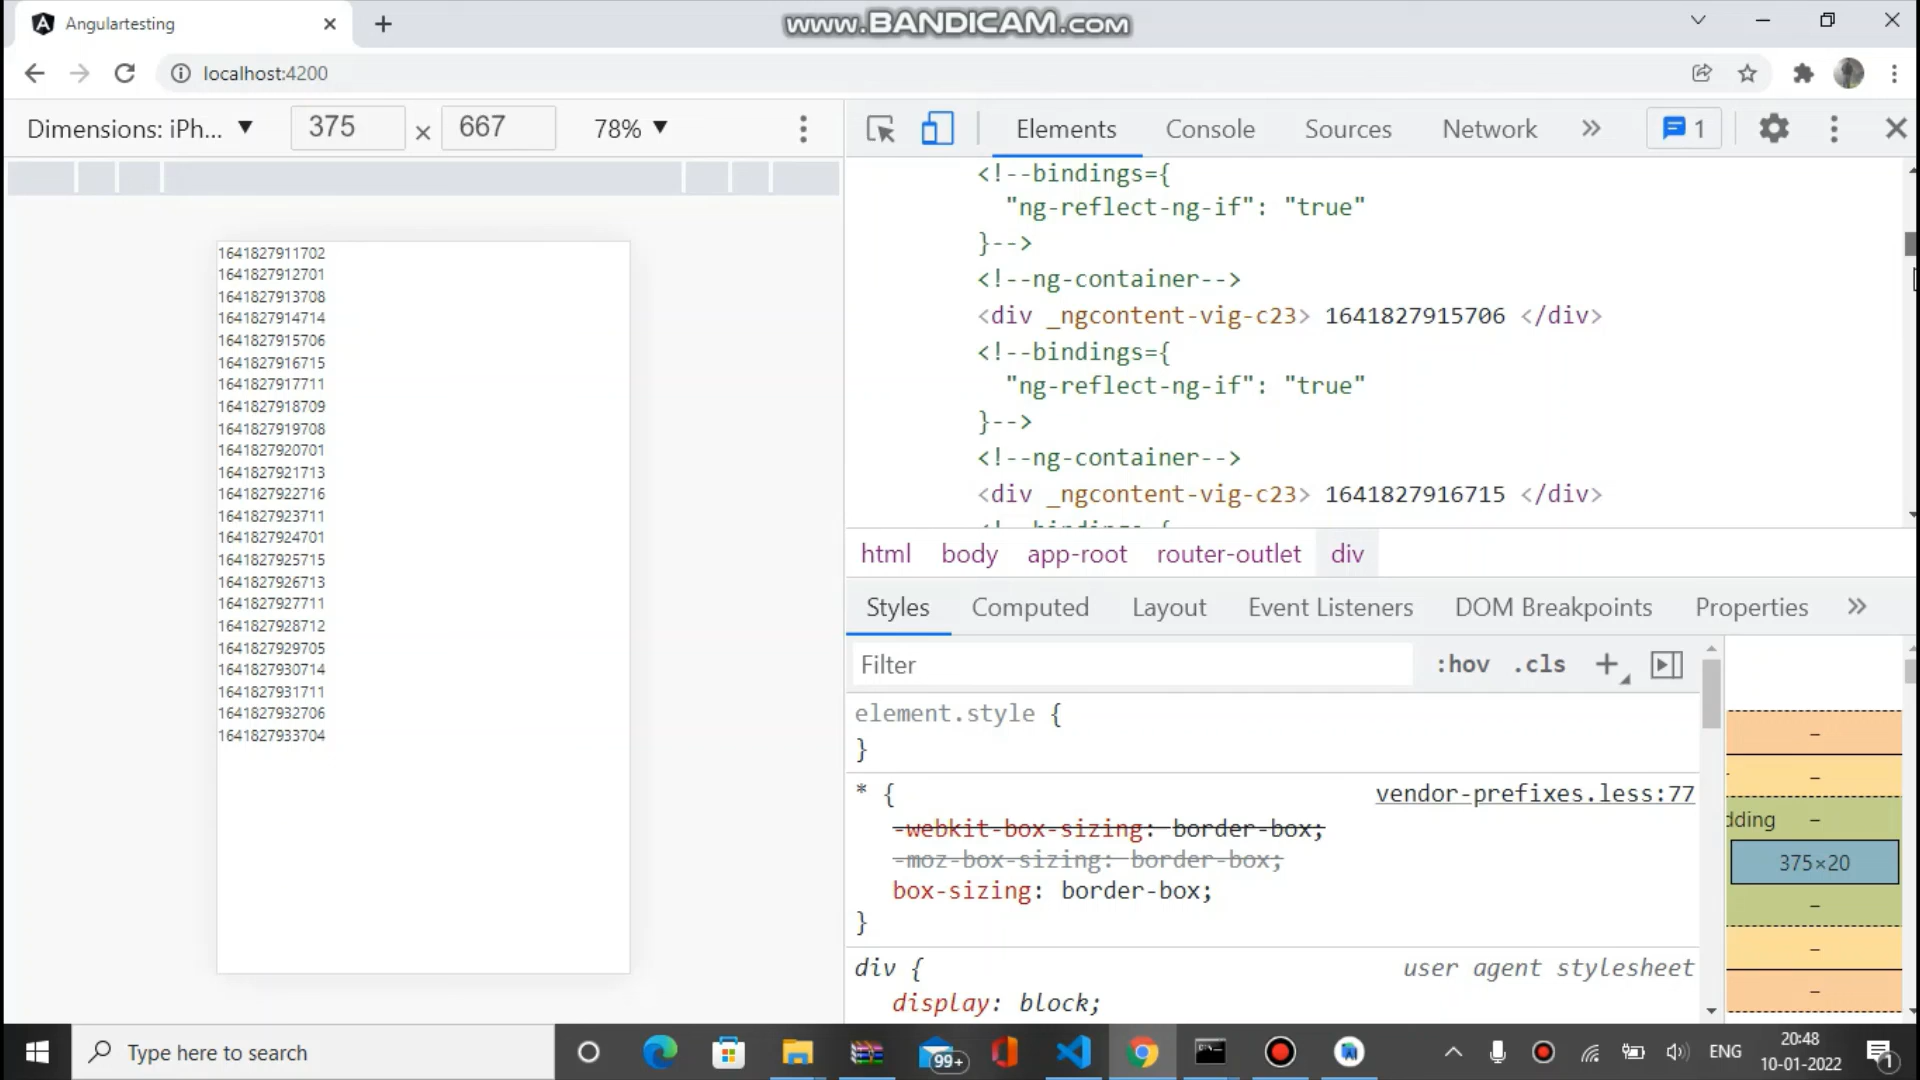 Angulartesting
www.BANDICAM.com
localhost:4200
Dimensions: iPh... ▼ 375 × 667 78% ▼
Elements Console Sources Network » 1
<!--bindings={
"ng-reflect-ng-if": "true"
}-->
<!--ng-container-->
<div _ngcontent-vig-c23> 1641827915706 </div>
<!--bindings={
"ng-reflect-ng-if": "true"
}-->
<!--ng-container-->
<div _ngcontent-vig-c23> 1641827916715 </div>
html body app-root router-outlet div
Styles Computed Layout Event Listeners DOM Breakpoints Properties »
Filter :hov .cls +
element.style {
}
* { vendor-prefixes.less:77
-webkit-box-sizing: border-box;
-moz-box-sizing: border-box;
box-sizing: border-box;
}
div { user agent stylesheet
display: block;
dding –
375×20
1641827911702
1641827912701
1641827913708
1641827914714
1641827915706
1641827916715
1641827917711
1641827918709
1641827919708
1641827920701
1641827921713
1641827922716
1641827923711
1641827924701
1641827925715
1641827926713
1641827927711
1641827928712
1641827929705
1641827930714
1641827931711
1641827932706
1641827933704
Type here to search
99+
ENG
20:48
10-01-2022
1